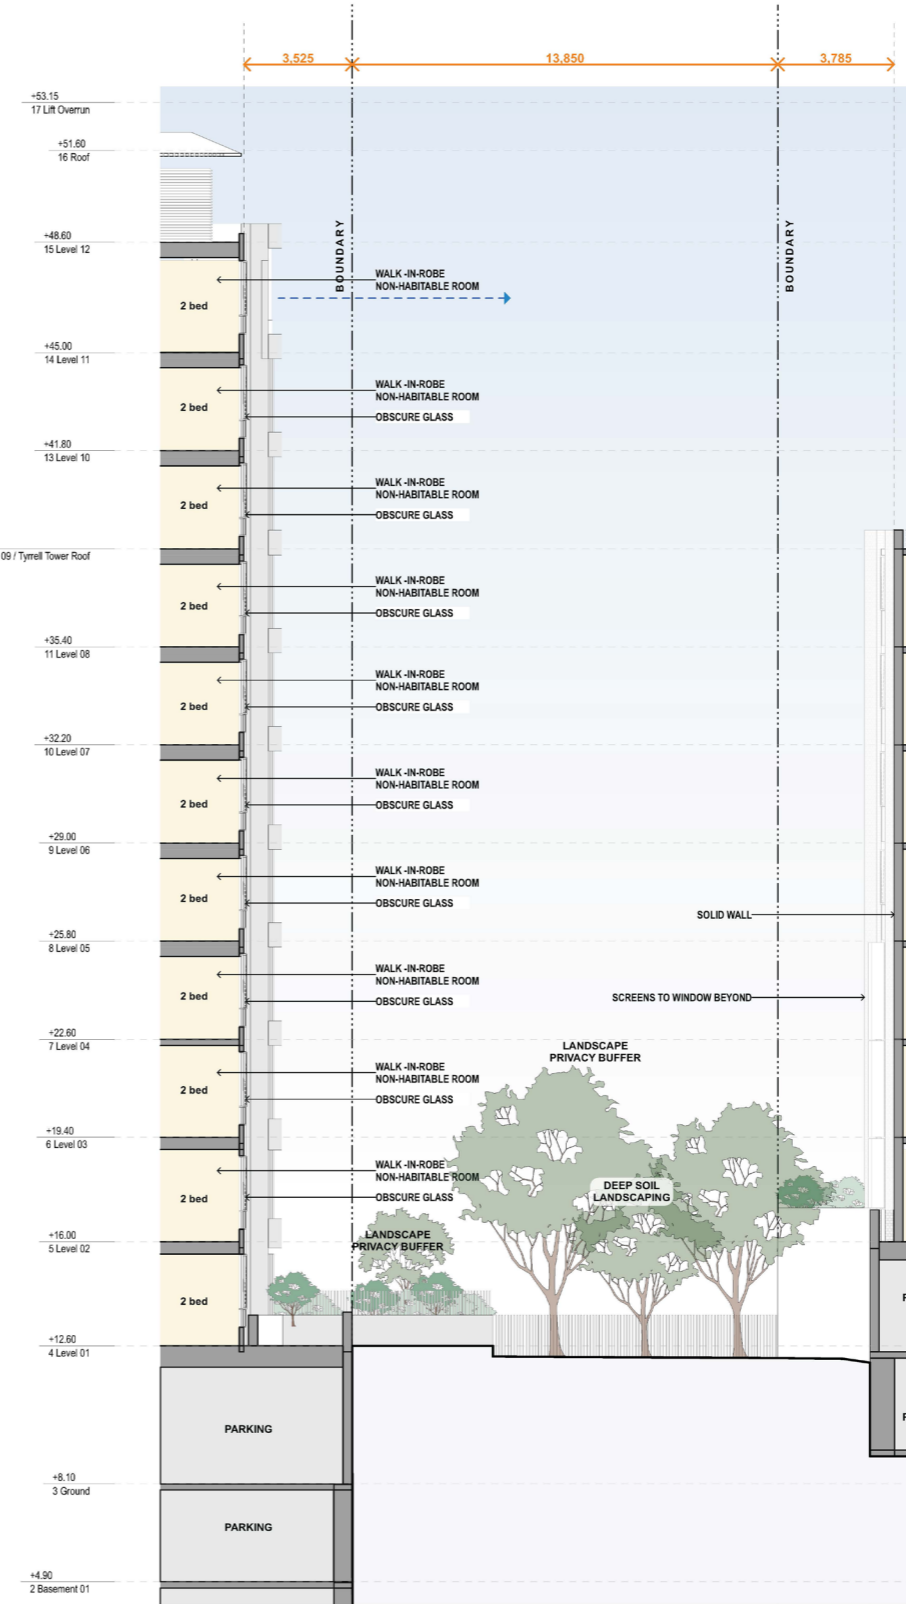 3,525
13,850
3,785
+53.15
17 Lift Overrun
+51.60
16 Roof
BOUNDARY
BOUNDARY
+48.60
15 Level 12
WALK -IN-ROBE
NON-HABITABLE ROOM
2 bed
+45.00
14 Level 11
WALK -IN-ROBE
NON-HABITABLE ROOM
2 bed
OBSCURE GLASS
+41.80
13 Level 10
WALK -IN-ROBE
NON-HABITABLE ROOM
2 bed
OBSCURE GLASS
09 / Tyrrell Tower Roof
WALK -IN-ROBE
NON-HABITABLE ROOM
2 bed
OBSCURE GLASS
+35.40
11 Level 08
WALK -IN-ROBE
NON-HABITABLE ROOM
2 bed
OBSCURE GLASS
+32.20
10 Level 07
WALK -IN-ROBE
NON-HABITABLE ROOM
2 bed
OBSCURE GLASS
+29.00
9 Level 06
WALK -IN-ROBE
NON-HABITABLE ROOM
2 bed
OBSCURE GLASS
SOLID WALL
+25.80
8 Level 05
WALK -IN-ROBE
NON-HABITABLE ROOM
2 bed
OBSCURE GLASS
SCREENS TO WINDOW BEYOND
+22.60
7 Level 04
LANDSCAPE
PRIVACY BUFFER
WALK -IN-ROBE
NON-HABITABLE ROOM
2 bed
OBSCURE GLASS
+19.40
6 Level 03
WALK -IN-ROBE
NON-HABITABLE ROOM
2 bed
OBSCURE GLASS
DEEP SOIL
LANDSCAPING
+16.00
5 Level 02
LANDSCAPE
PRIVACY BUFFER
2 bed
+12.60
4 Level 01
PARKING
+8.10
3 Ground
PARKING
+4.90
2 Basement 01